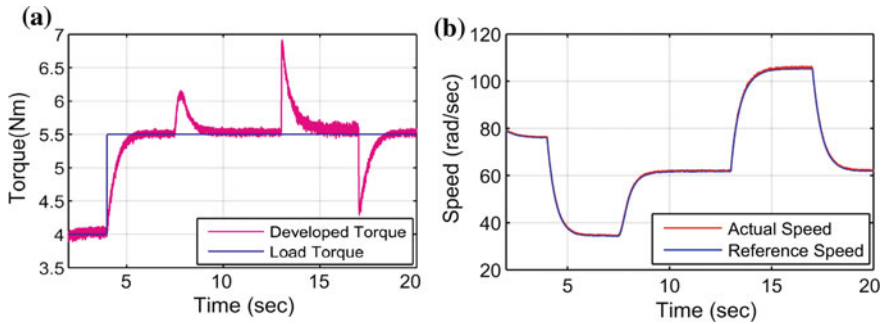 (a)
7
6.5
6
5.5
5
4.5
4
3.5
Torque(Nm)
5
10
15
20
Time (sec)
Developed Torque
Load Torque
(b)
120
100
80
60
40
20
Speed (rad/sec)
5
10
15
20
Time (sec)
Actual Speed
Reference Speed